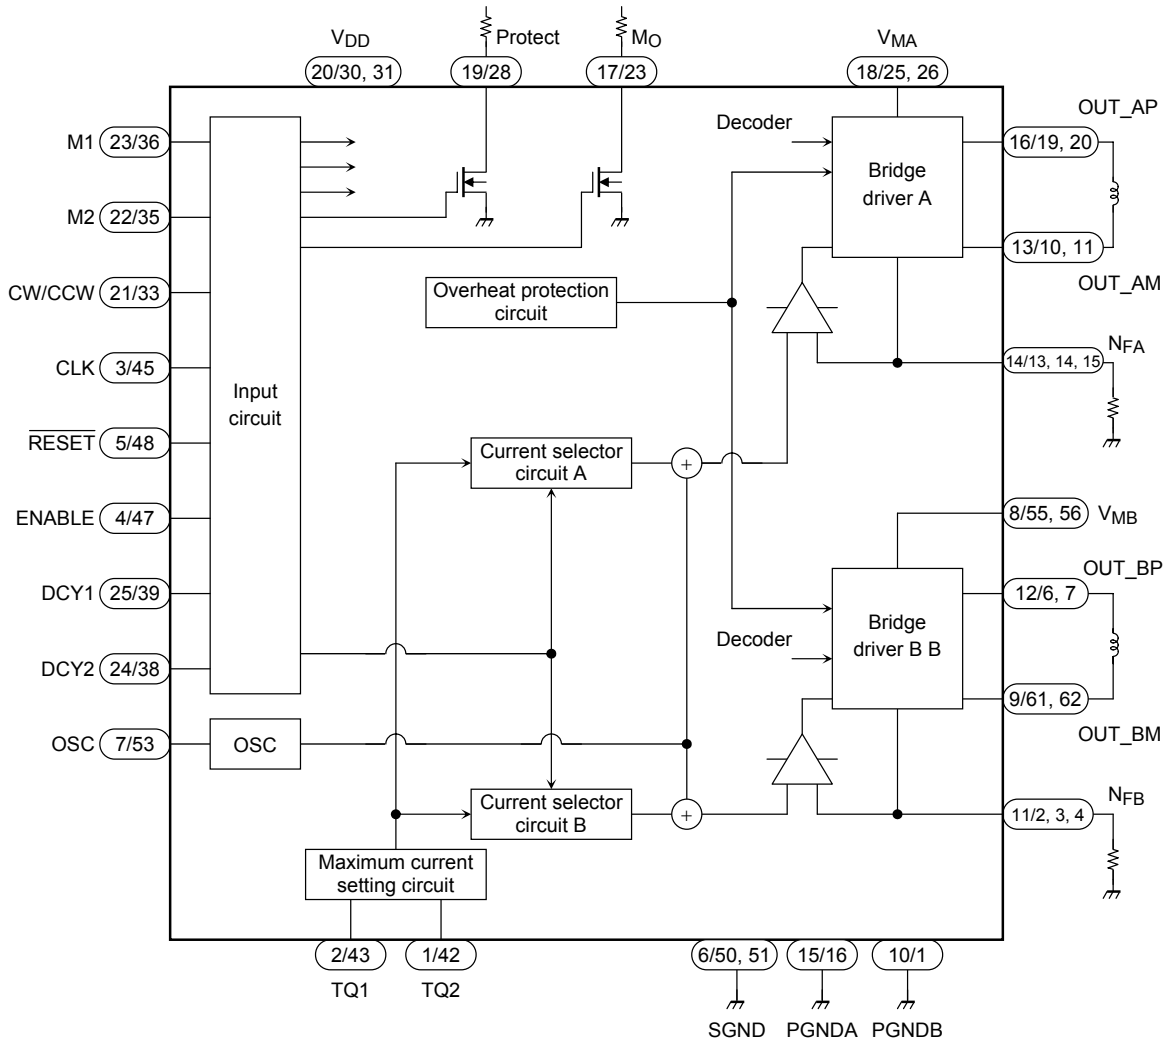 VDD
Protect
MO
VMA
20/30, 31
19/28
17/23
18/25, 26
OUT_AP
M1
23/36
Decoder
16/19, 20
Bridge
driver A
M2
22/35
13/10, 11
OUT_AM
CW/CCW
21/33
Overheat protection
circuit
NFA
14/13, 14, 15
CLK
3/45
Input
circuit
RESET
5/48
Current selector
circuit A
+
ENABLE
4/47
8/55, 56
VMB
OUT_BP
DCY1
25/39
12/6, 7
Bridge
driver B B
Decoder
DCY2
24/38
9/61, 62
OUT_BM
OSC
7/53
OSC
NFB
Current selector
circuit B
+
11/2, 3, 4
Maximum current
setting circuit
2/43
1/42
6/50, 51
15/16
10/1
TQ1
TQ2
SGND
PGNDA
PGNDB